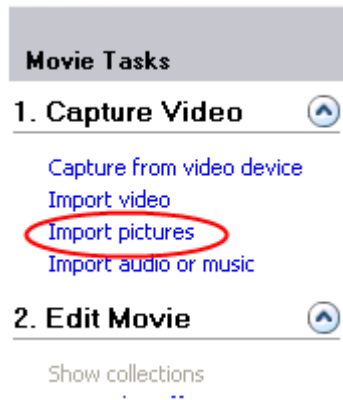 Movie Tasks
1. Capture Video
Capture from video device
Import video
Import pictures
Import audio or music
2. Edit Movie
Show collections